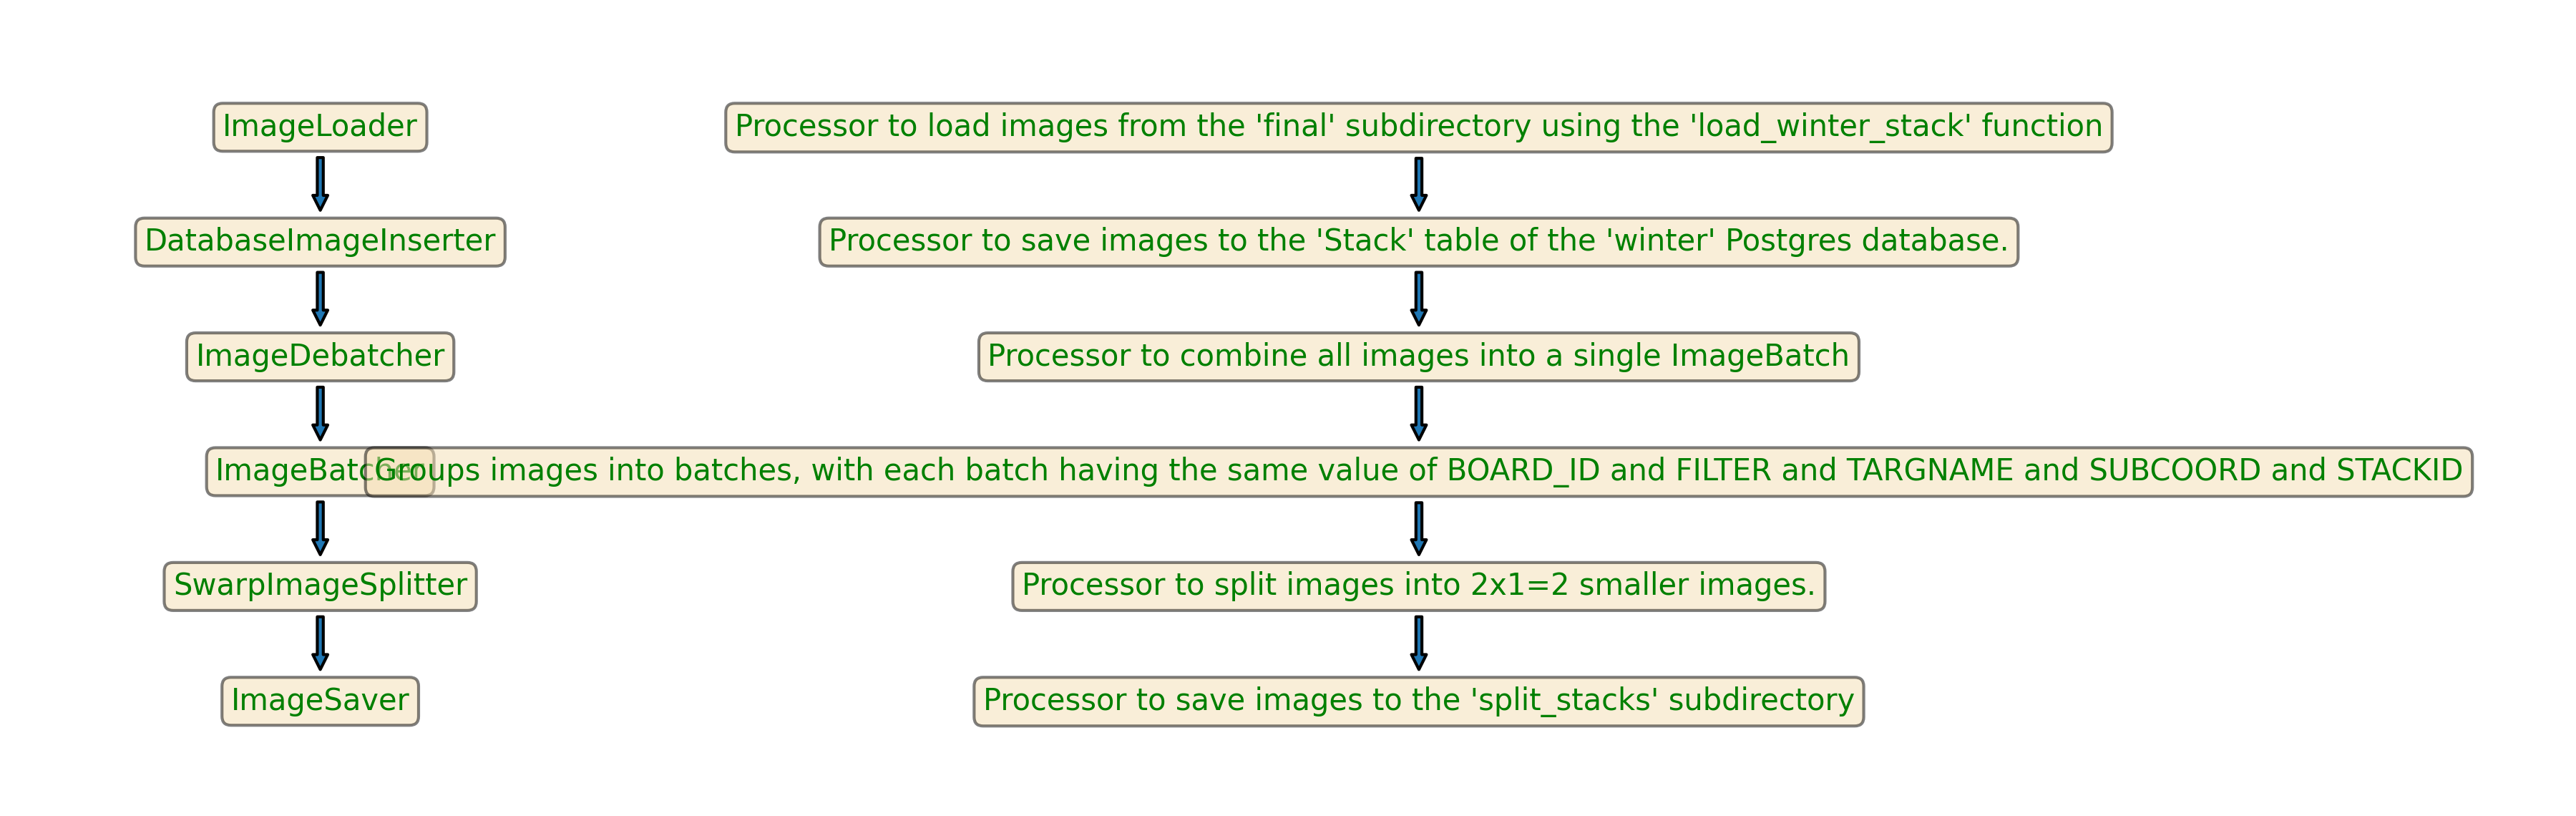 ImageLoader
Processor to load images from the 'final' subdirectory using the 'load_winter_stack' function
DatabaseImageInserter
Processor to save images to the 'Stack' table of the 'winter' Postgres database.
ImageDebatcher
Processor to combine all images into a single ImageBatch
ImageBatcher
Groups images into batches, with each batch having the same value of BOARD_ID and FILTER and TARGNAME and SUBCOORD and STACKID
SwarpImageSplitter
Processor to split images into 2x1=2 smaller images.
ImageSaver
Processor to save images to the 'split_stacks' subdirectory